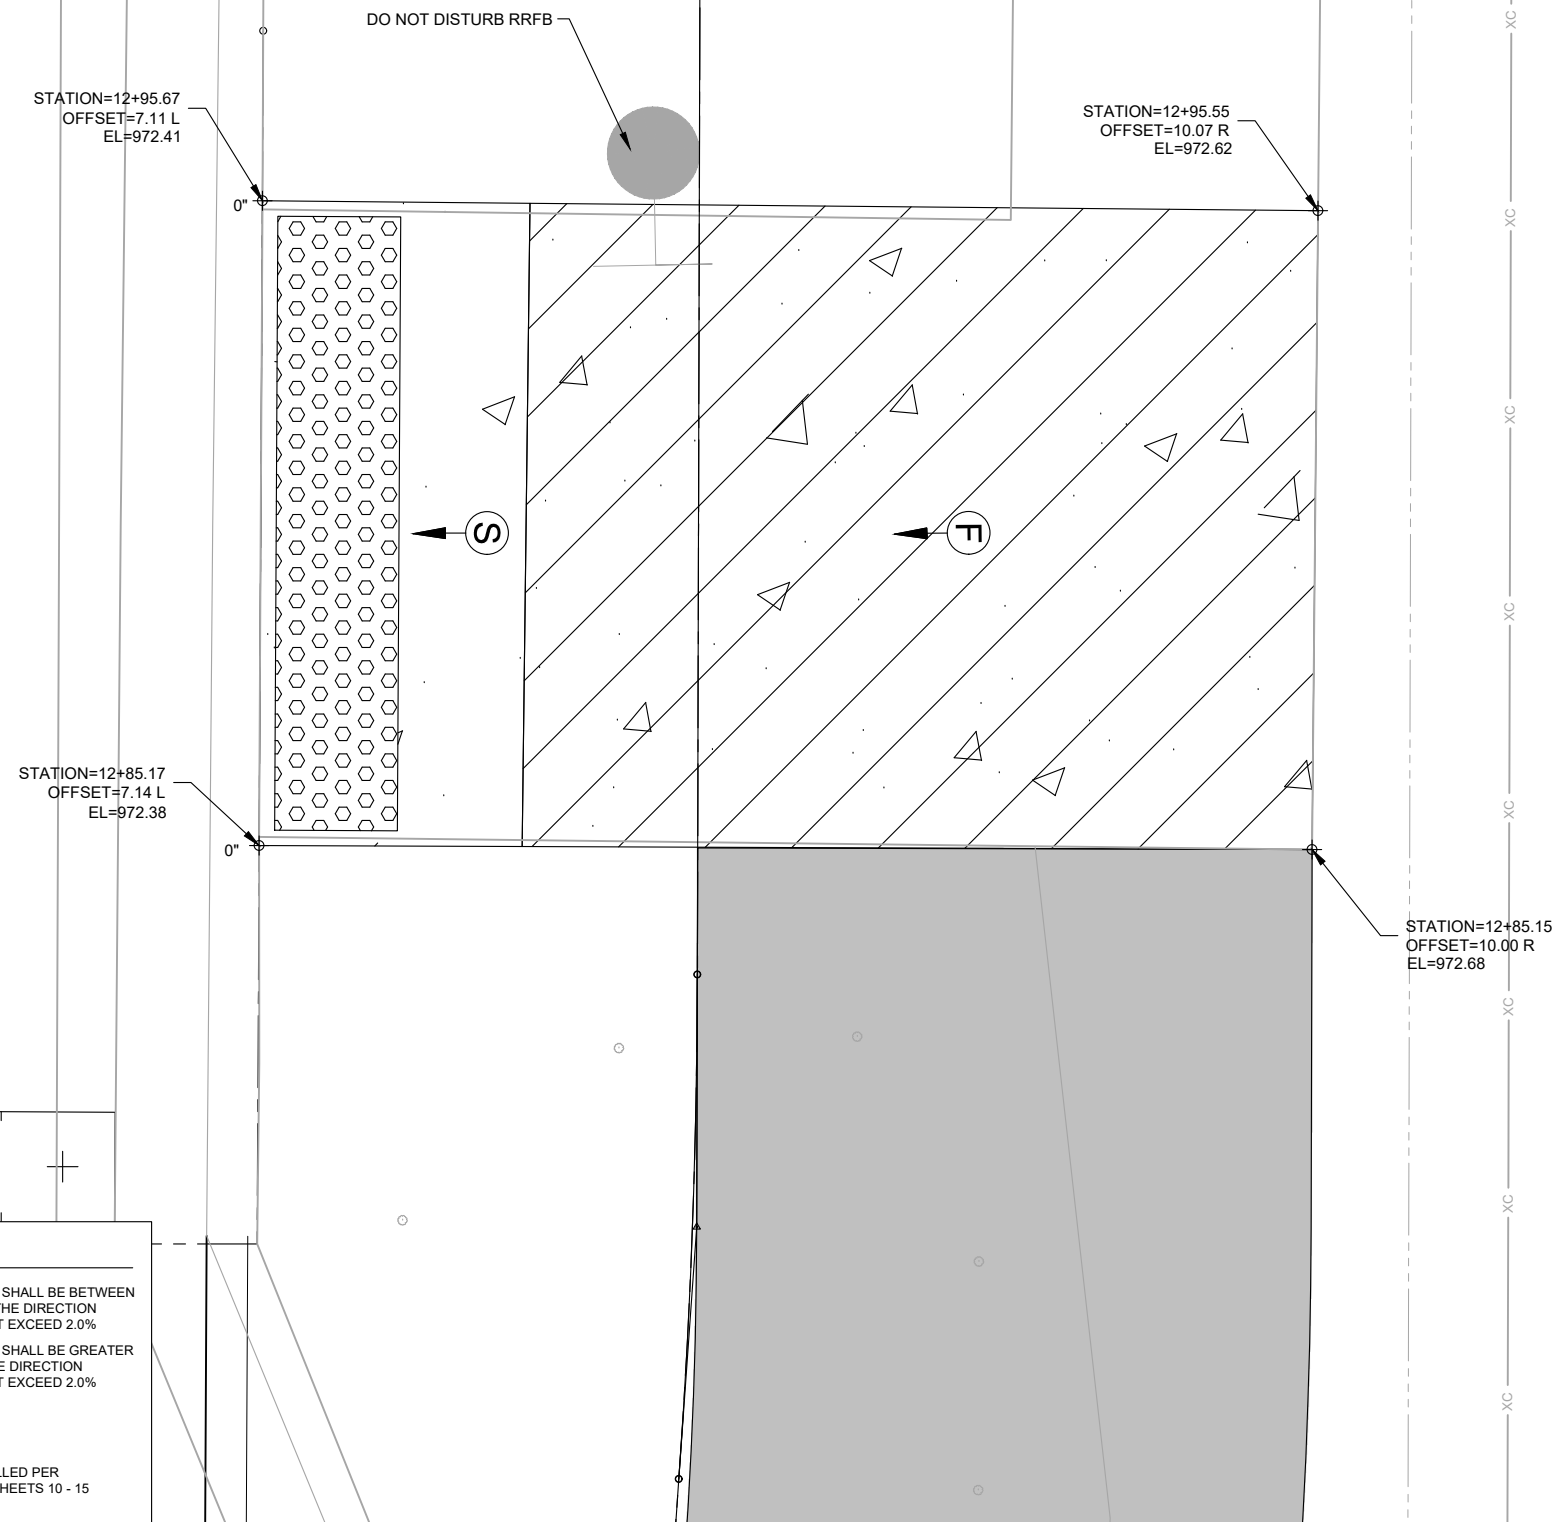 DO NOT DISTURB RRFB
STATION=12+95.67
OFFSET=7.11 L
EL=972.41
STATION=12+95.55
OFFSET=10.07 R
EL=972.62
0"
S
F
STATION=12+85.17
OFFSET=7.14 L
EL=972.38
0"
STATION=12+85.15
OFFSET=10.00 R
EL=972.68
XC
XC
XC
XC
XC
XC
XC
XC
SHALL BE BETWEEN
THE DIRECTION
T EXCEED 2.0%
SHALL BE GREATER
E DIRECTION
T EXCEED 2.0%
LLED PER
HEETS 10 - 15